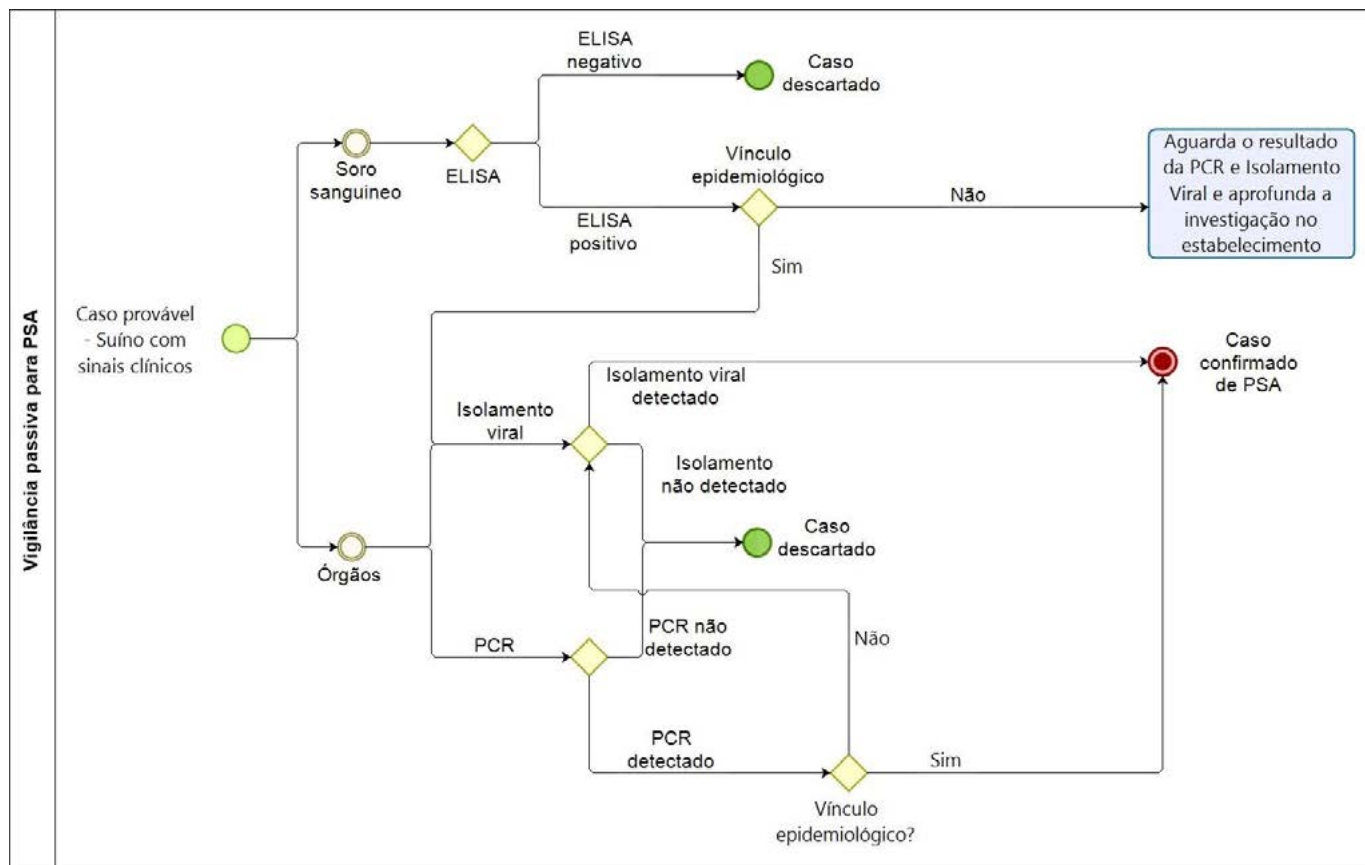 Vigilância passiva para PSA
ELISA
negativo
Caso
descartado
Soro
sanguineo
ELISA
Vínculo
epidemiológico
ELISA
positivo
Não
Aguarda o resultado
da PCR e Isolamento
Viral e aprofunda a
investigação no
estabelecimento
Sim
Caso provável
- Suíno com
sinais clínicos
Isolamento viral
detectado
Caso
confirmado
de PSA
Isolamento
viral
Isolamento
não detectado
Caso
descartado
Órgãos
PCR
PCR não
detectado
Não
PCR
detectado
Sim
Vínculo
epidemiológico?